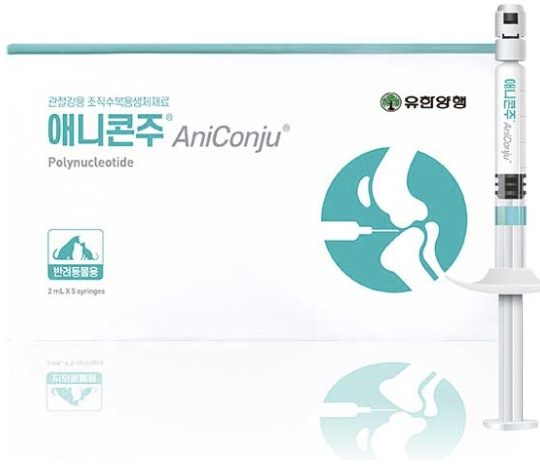 관절강용 조직수복용생체재료
유한양행
애니콘주® AniConju®
Polynucleotide
반려동물용
2 mL X 5 syringes
애니콘주® AniConju®